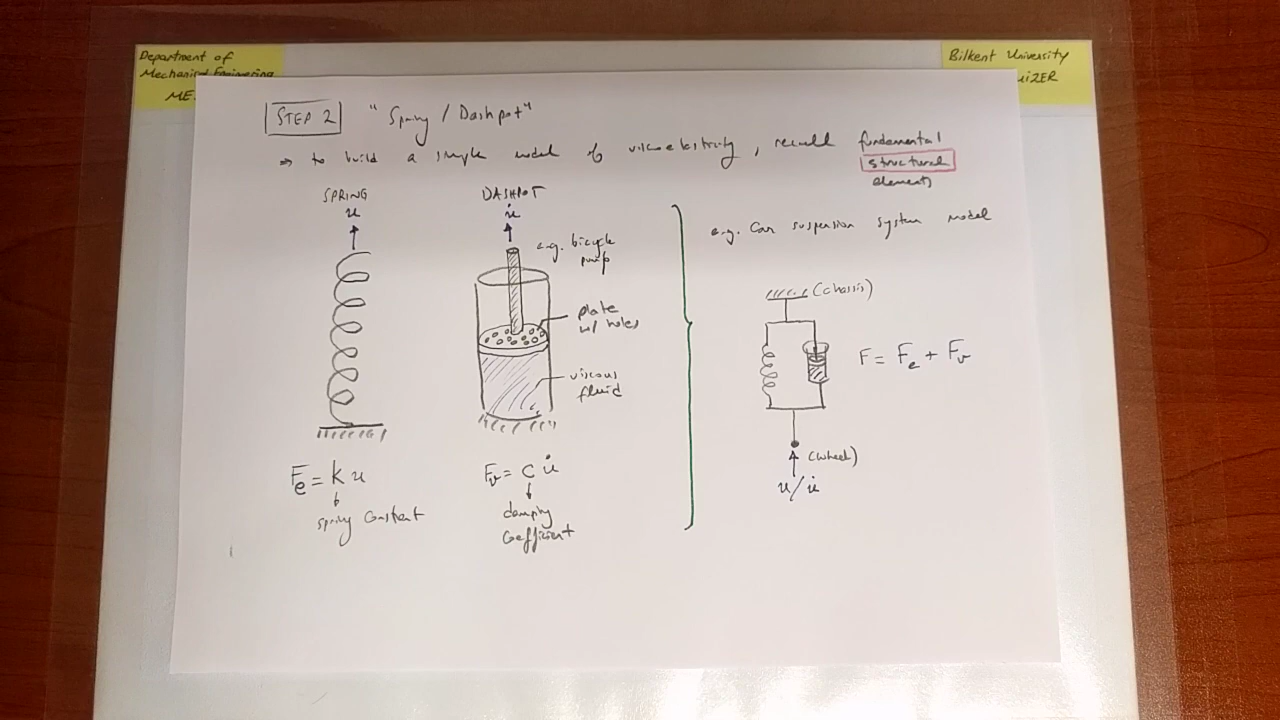 Department of
Mechanical Engineering
ME
Bilkent University
STEP 2 "Spring / Dashpot"
⇒ to build a simple model of viscoelasticity, recall fundamental
structural
elements
SPRING
u
DASHPOT
u̇
e.g. bicycle
pump
plate
w/ holes
viscous
fluid
Fe = k u
spring constant
Fv = c u̇
damping
coefficient
e.g. Car suspension system model
(chassis)
F = Fe + Fv
(wheel)
u/u̇